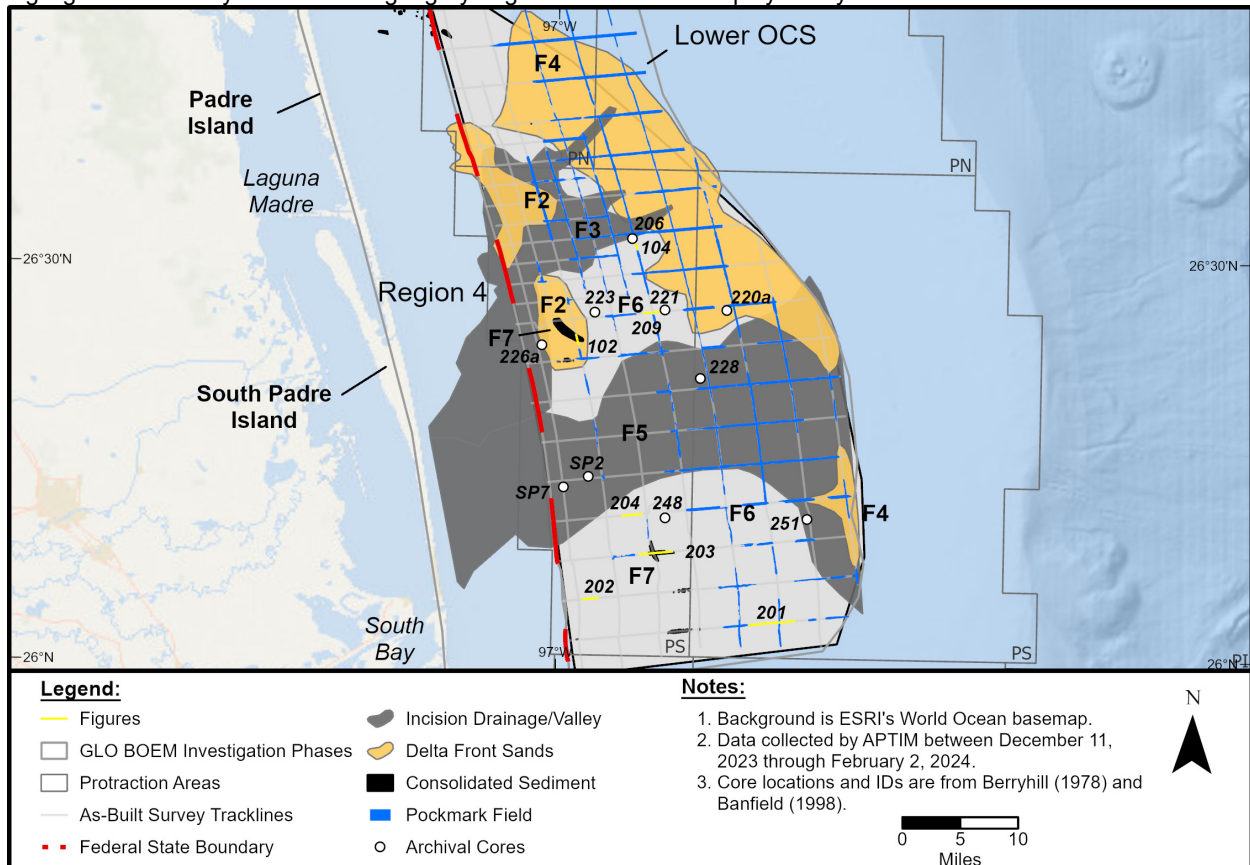 97°W
Lower OCS
F4
Padre
Island
PN
PN
Laguna
Madre
F2
F3
206
104
26°30'N
26°30'N
Region 4
F2
223
F6
221
220a
209
F7
102
226a
228
South Padre
Island
F5
SP2
SP7
204
248
F6
251
F4
203
F7
202
201
South
Bay
97°W
PS
PS
26°N
26°N
Legend:
Figures
GLO BOEM Investigation Phases
Protraction Areas
As-Built Survey Tracklines
Federal State Boundary
Incision Drainage/Valley
Delta Front Sands
Consolidated Sediment
Pockmark Field
Archival Cores
Notes:
1. Background is ESRI's World Ocean basemap.
2. Data collected by APTIM between December 11,
2023 through February 2, 2024.
3. Core locations and IDs are from Berryhill (1978) and
Banfield (1998).
N
0 5 10
Miles